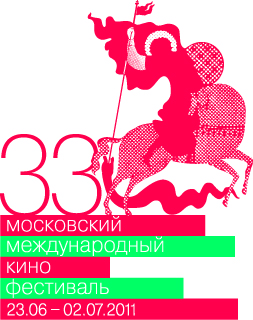 33
московский
международный
кино
фестиваль
23.06 – 02.07.2011